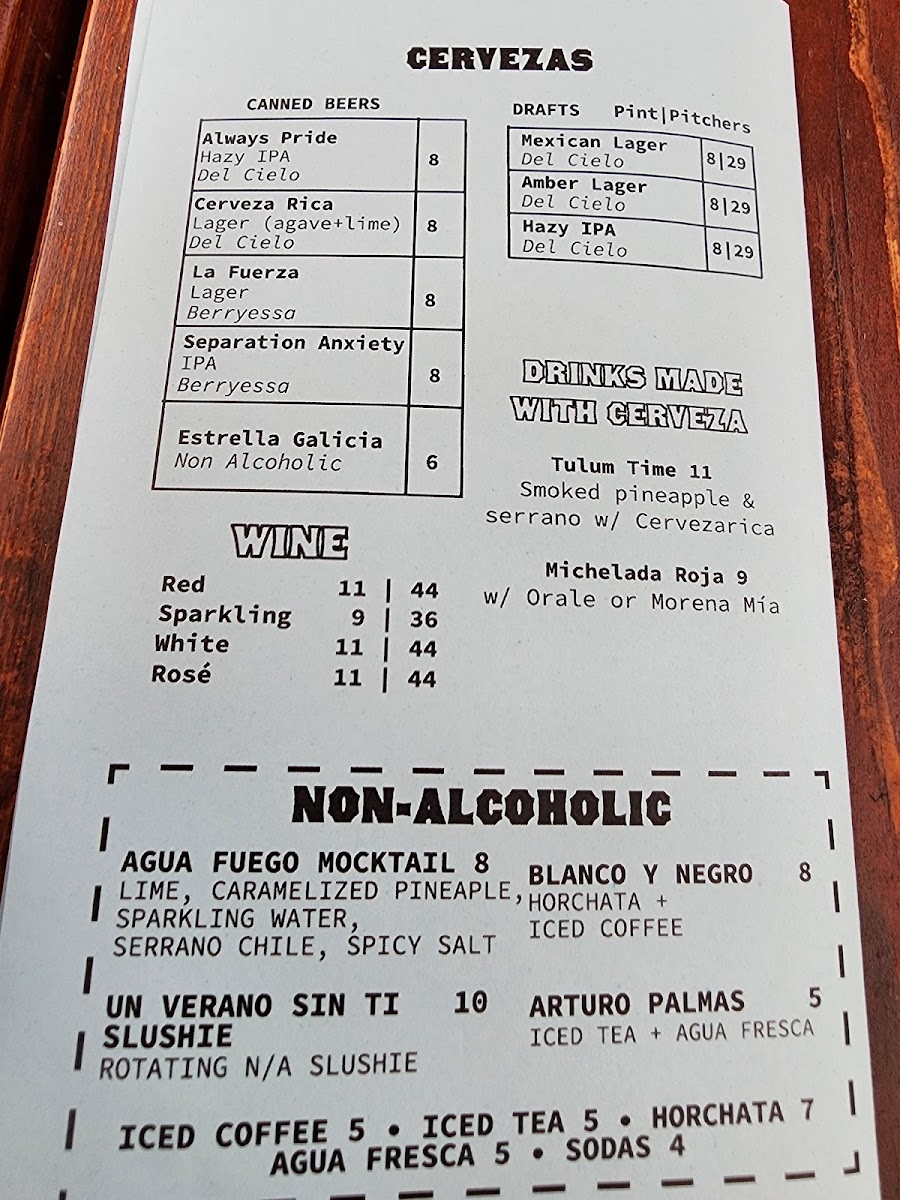 CERVEZAS
CANNED BEERS
Always Pride
Hazy IPA
Del Cielo
8
Cerveza Rica
Lager (agave+lime)
Del Cielo
8
La Fuerza
Lager
Berryessa
8
Separation Anxiety
IPA
Berryessa
8
Estrella Galicia
Non Alcoholic
6
DRAFTS Pint|Pitchers
Mexican Lager
Del Cielo
8|29
Amber Lager
Del Cielo
8|29
Hazy IPA
Del Cielo
8|29
DRINKS MADE
WITH CERVEZA
Tulum Time 11
Smoked pineapple &
serrano w/ Cervezarica
Michelada Roja 9
w/ Orale or Morena Mía
WINE
Red 11 | 44
Sparkling 9 | 36
White 11 | 44
Rosé 11 | 44
NON-ALCOHOLIC
AGUA FUEGO MOCKTAIL 8
LIME, CARAMELIZED PINEAPLE,
SPARKLING WATER,
SERRANO CHILE, SPICY SALT
BLANCO Y NEGRO 8
HORCHATA +
ICED COFFEE
UN VERANO SIN TI 10
SLUSHIE
ROTATING N/A SLUSHIE
ARTURO PALMAS 5
ICED TEA + AGUA FRESCA
ICED COFFEE 5 • ICED TEA 5 • HORCHATA 7
AGUA FRESCA 5 • SODAS 4